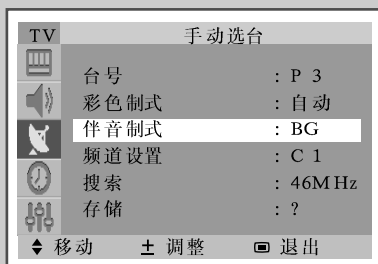 TV 手动选台
台号 : P 3
彩色制式 : 自动
伴音制式 : BG
频道设置 : C 1
搜索 : 46MHz
存储 : ?
移动 ± 调整 退出